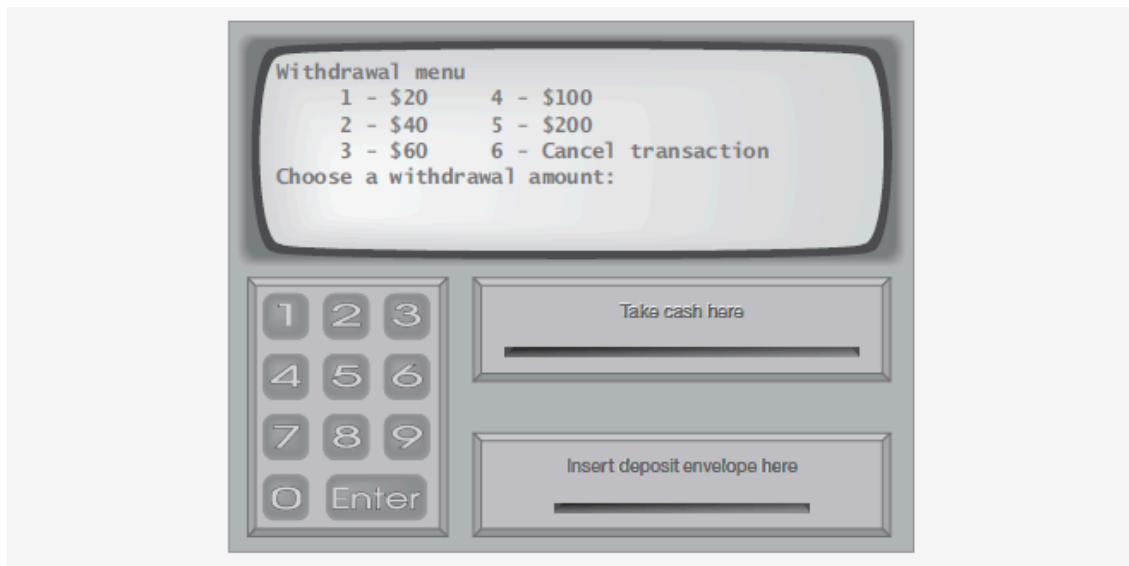 Withdrawal menu
1 - $20 4 - $100
2 - $40 5 - $200
3 - $60 6 - Cancel transaction
Choose a withdrawal amount:
1 2 3
4 5 6
7 8 9
0 Enter
Take cash here
Insert deposit envelope here